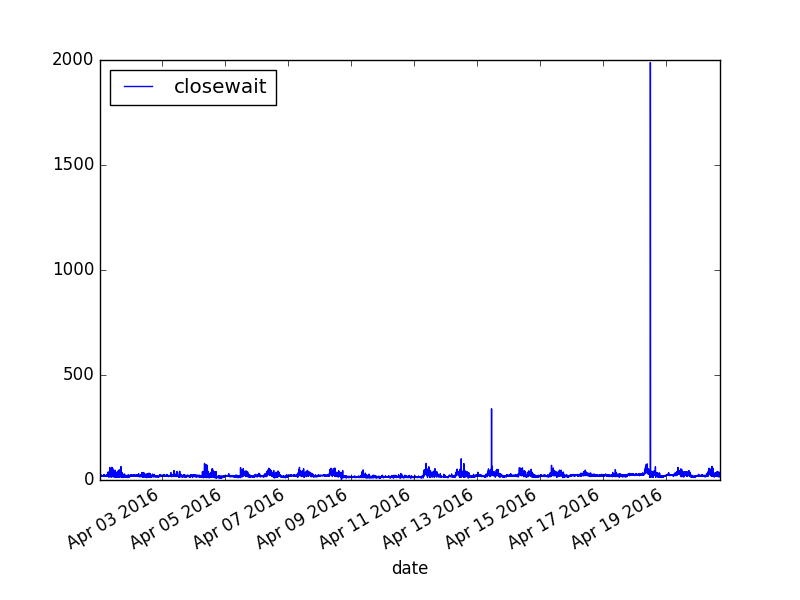 2000
closewait
1500
1000
500
0
Apr 03 2016
Apr 05 2016
Apr 07 2016
Apr 09 2016
Apr 11 2016
Apr 13 2016
Apr 15 2016
Apr 17 2016
Apr 19 2016
date